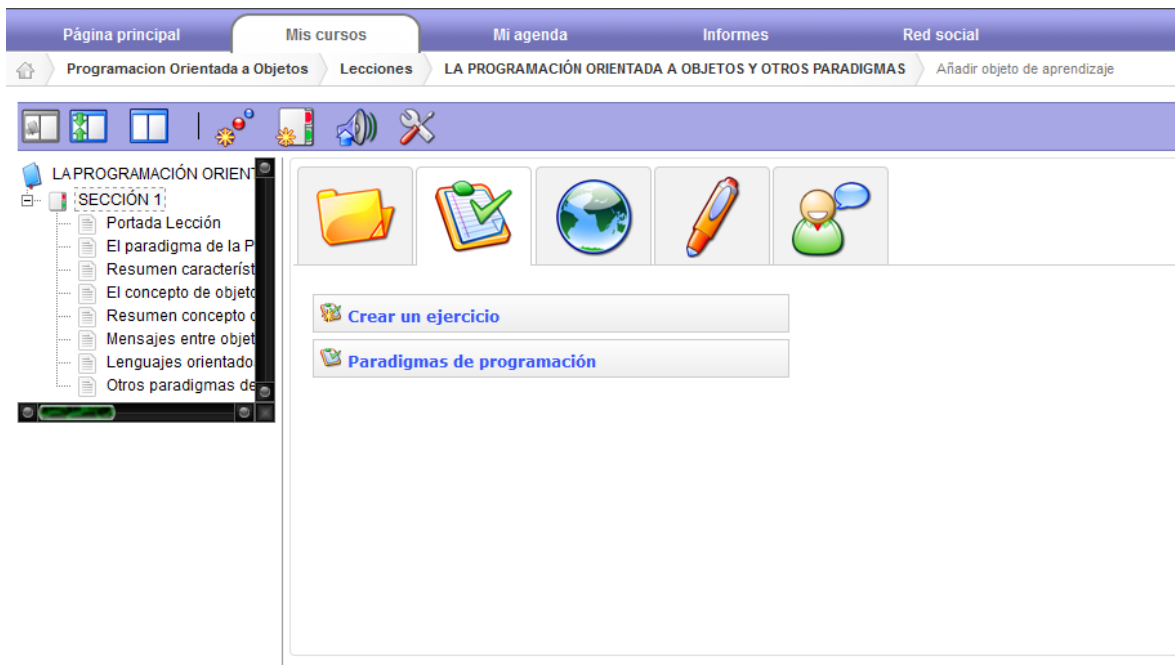 Página principal
Mis cursos
Mi agenda
Informes
Red social
Programacion Orientada a Objetos
Lecciones
LA PROGRAMACIÓN ORIENTADA A OBJETOS Y OTROS PARADIGMAS
Añadir objeto de aprendizaje
LA PROGRAMACIÓN ORIENT
SECCIÓN 1
Portada Lección
El paradigma de la P
Resumen característ
El concepto de objeto
Resumen concepto
Mensajes entre objet
Lenguajes orientado
Otros paradigmas de
Crear un ejercicio
Paradigmas de programación